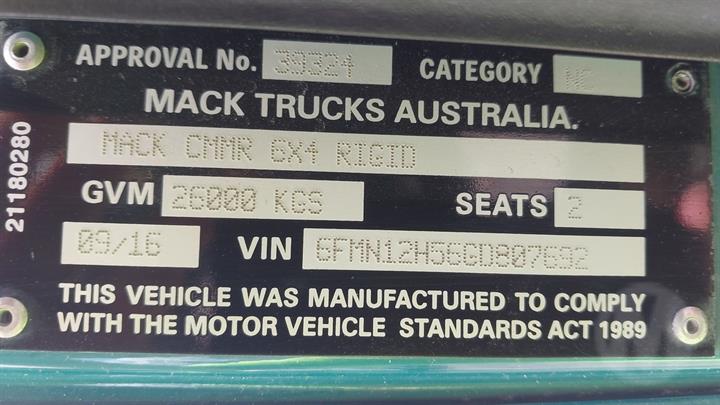 APPROVAL No. 39324 CATEGORY NC
MACK TRUCKS AUSTRALIA.
MACK CMMR 6X4 RIGID
GVM 26000 KGS SEATS 2
09/16 VIN 6FMN12H56GD807692
THIS VEHICLE WAS MANUFACTURED TO COMPLY
WITH THE MOTOR VEHICLE STANDARDS ACT 1989
21180280